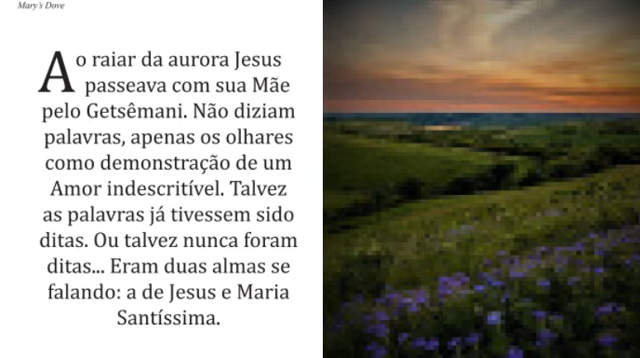 Mary's Dove
Ao raiar da aurora Jesus
passeava com sua Mãe
pelo Getsêmani. Não diziam
palavras, apenas os olhares
como demonstração de um
Amor indescritível. Talvez
as palavras já tivessem sido
ditas. Ou talvez nunca foram
ditas... Eram duas almas se
falando: a de Jesus e Maria
Santíssima.